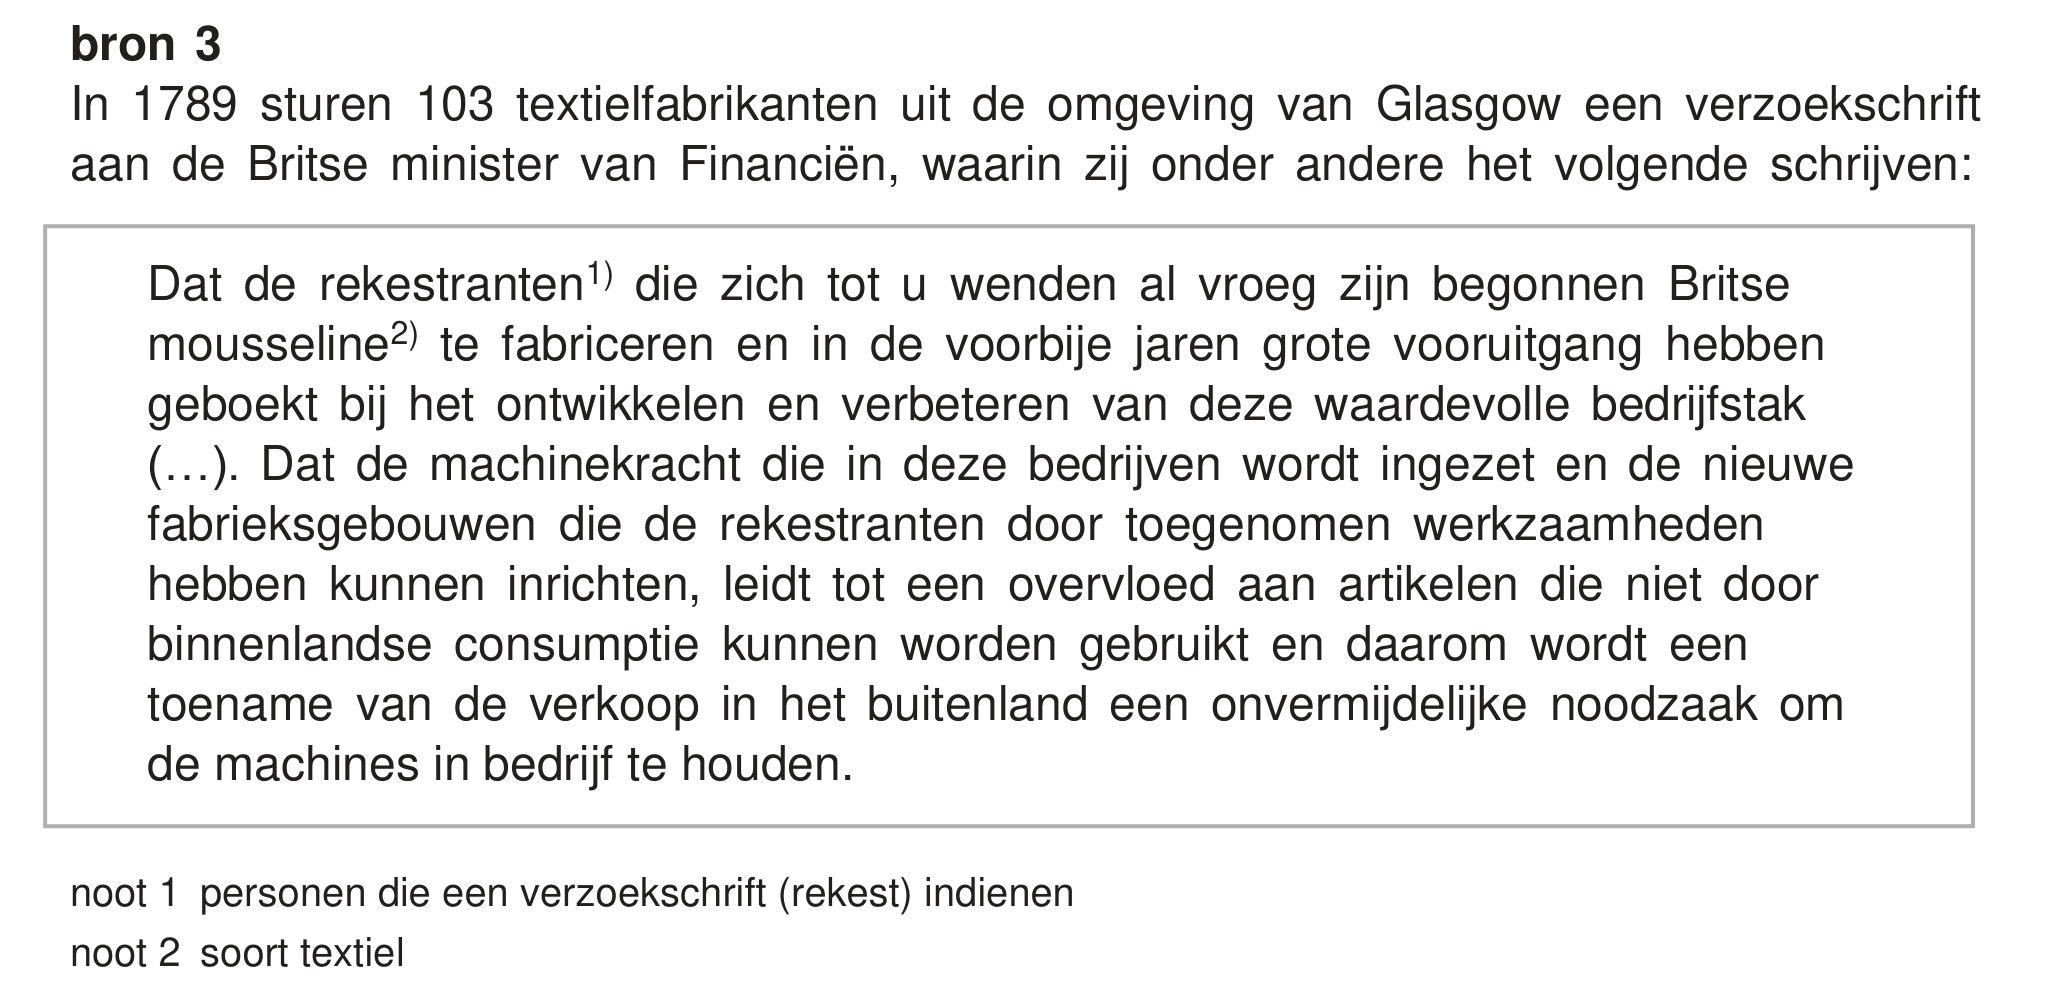 bron 3
In 1789 sturen 103 textielfabrikanten uit de omgeving van Glasgow een verzoekschrift
aan de Britse minister van Financiën, waarin zij onder andere het volgende schrijven:
Dat de rekestranten1) die zich tot u wenden al vroeg zijn begonnen Britse
mousseline2) te fabriceren en in de voorbije jaren grote vooruitgang hebben
geboekt bij het ontwikkelen en verbeteren van deze waardevolle bedrijfstak
(…). Dat de machinekracht die in deze bedrijven wordt ingezet en de nieuwe
fabrieksgebouwen die de rekestranten door toegenomen werkzaamheden
hebben kunnen inrichten, leidt tot een overvloed aan artikelen die niet door
binnenlandse consumptie kunnen worden gebruikt en daarom wordt een
toename van de verkoop in het buitenland een onvermijdelijke noodzaak om
de machines in bedrijf te houden.
noot 1 personen die een verzoekschrift (rekest) indienen
noot 2 soort textiel